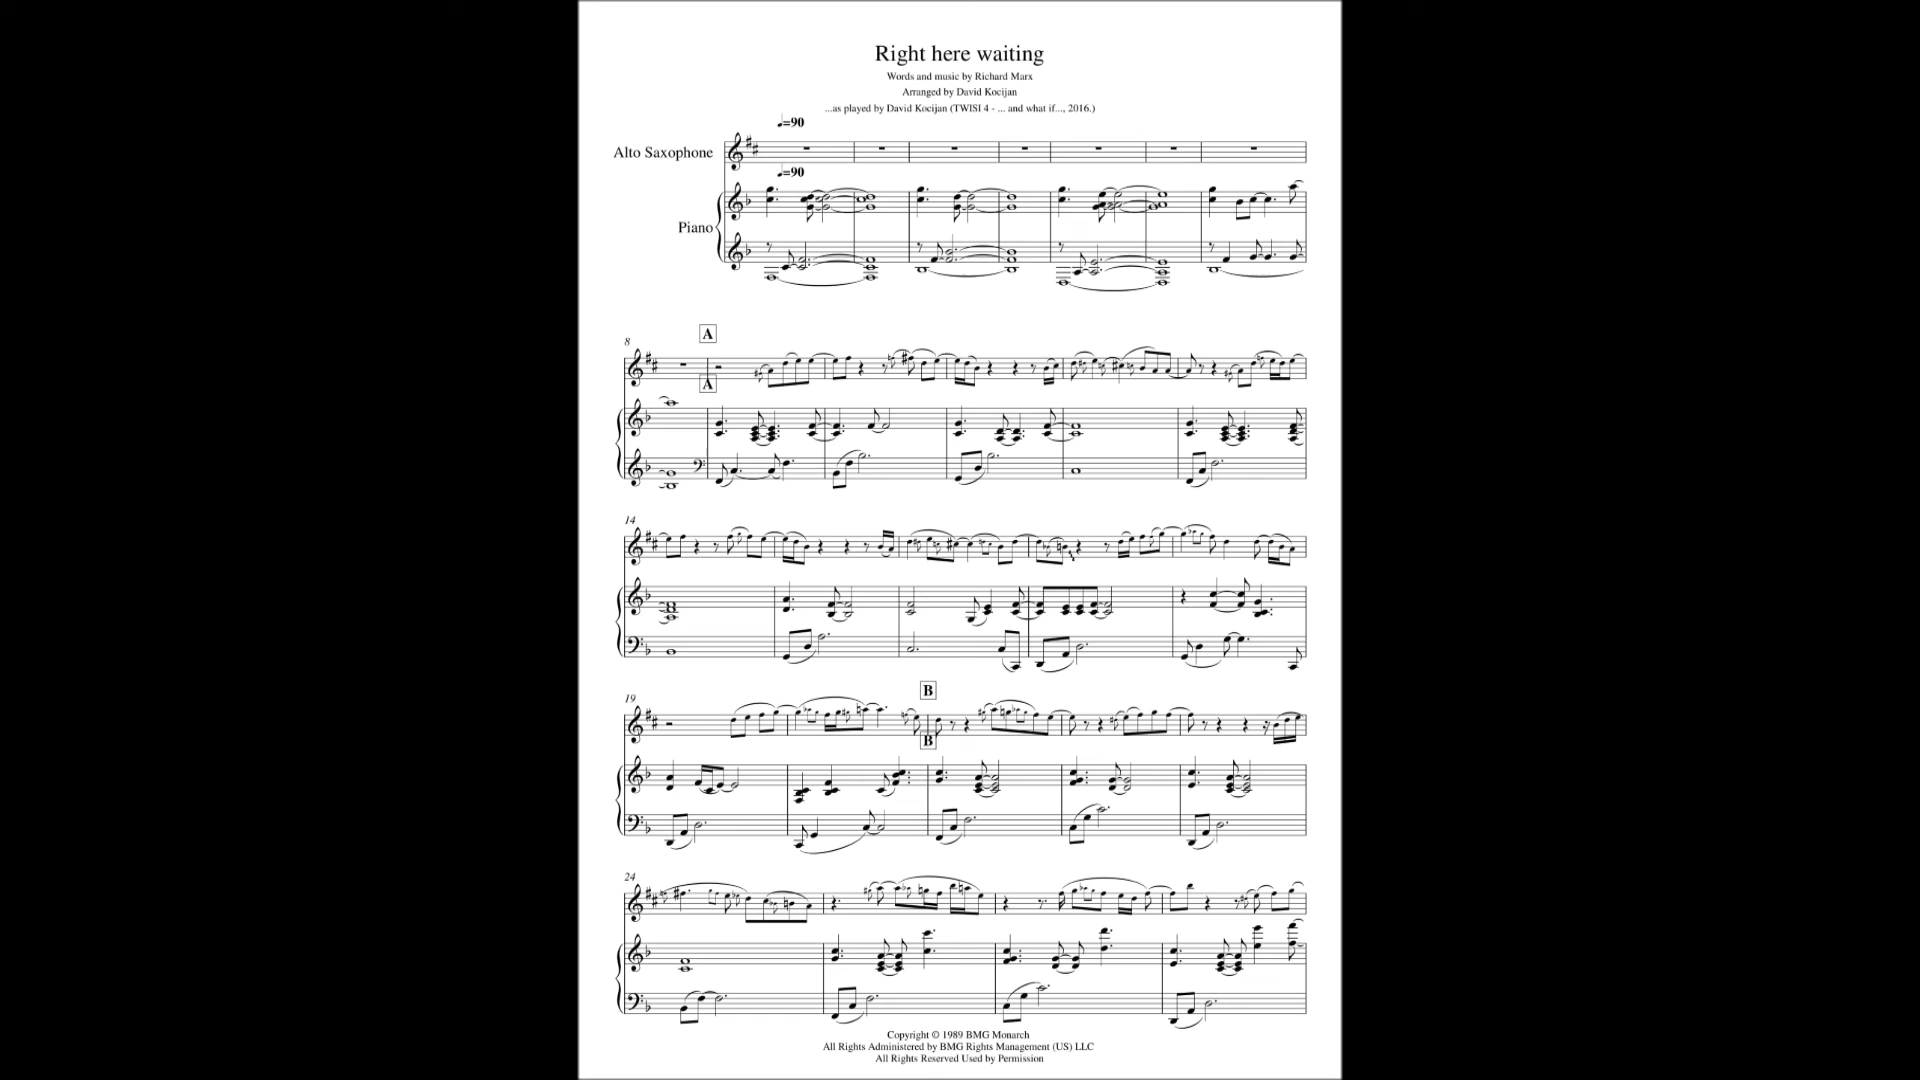 Right here waiting
Words and music by Richard Marx
Arranged by David Kocijan
...as played by David Kocijan (TWISI 4 - ... and what if..., 2016.)
♩=90
Alto Saxophone
♩=90
Piano
8
A
A
14
19
B
B
24
Copyright © 1989 BMG Monarch
All Rights Administered by BMG Rights Management (US) LLC
All Rights Reserved Used by Permission